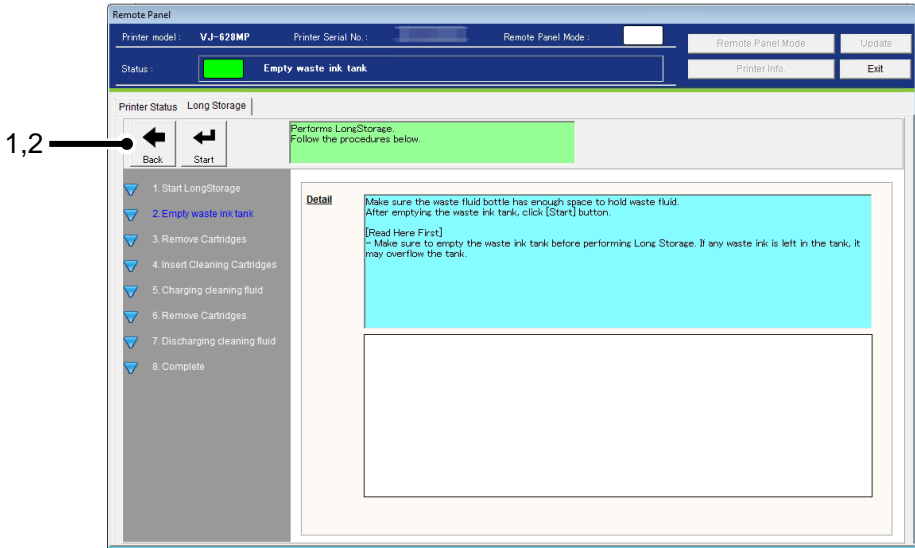 Remote Panel
Printer model : VJ-628MP Printer Serial No. : Remote Panel Mode :
Remote Panel Mode Update
Status : Empty waste ink tank
Printer Info. Exit
Printer Status Long Storage
1,2
Back Start
Performs LongStorage.
Follow the procedures below.
1. Start LongStorage
2. Empty waste ink tank
3. Remove Cartridges
4. Insert Cleaning Cartridges
5. Charging cleaning fluid
6. Remove Cartridges
7. Discharging cleaning fluid
8. Complete
Detail
Make sure the waste fluid bottle has enough space to hold waste fluid.
After emptying the waste ink tank, click [Start] button.
[Read Here First]
- Make sure to empty the waste ink tank before performing Long Storage. If any waste ink is left in the tank, it
may overflow the tank.